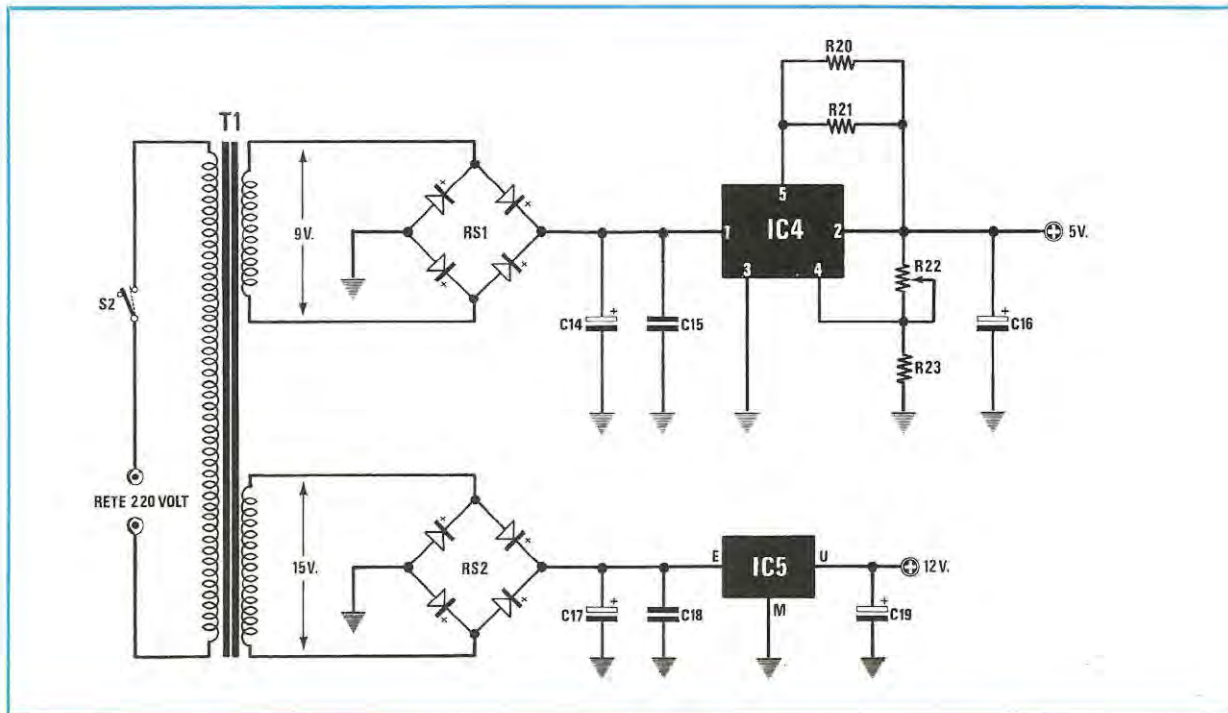 R20
R21
T1
5
9V.
RS1
1
IC4
2
5V.
3
4
R22
S2
C14
+
C15
+
C16
R23
RETE 220 VOLT
15V.
RS2
E
IC5
U
12V.
M
C17
+
C18
+
C19